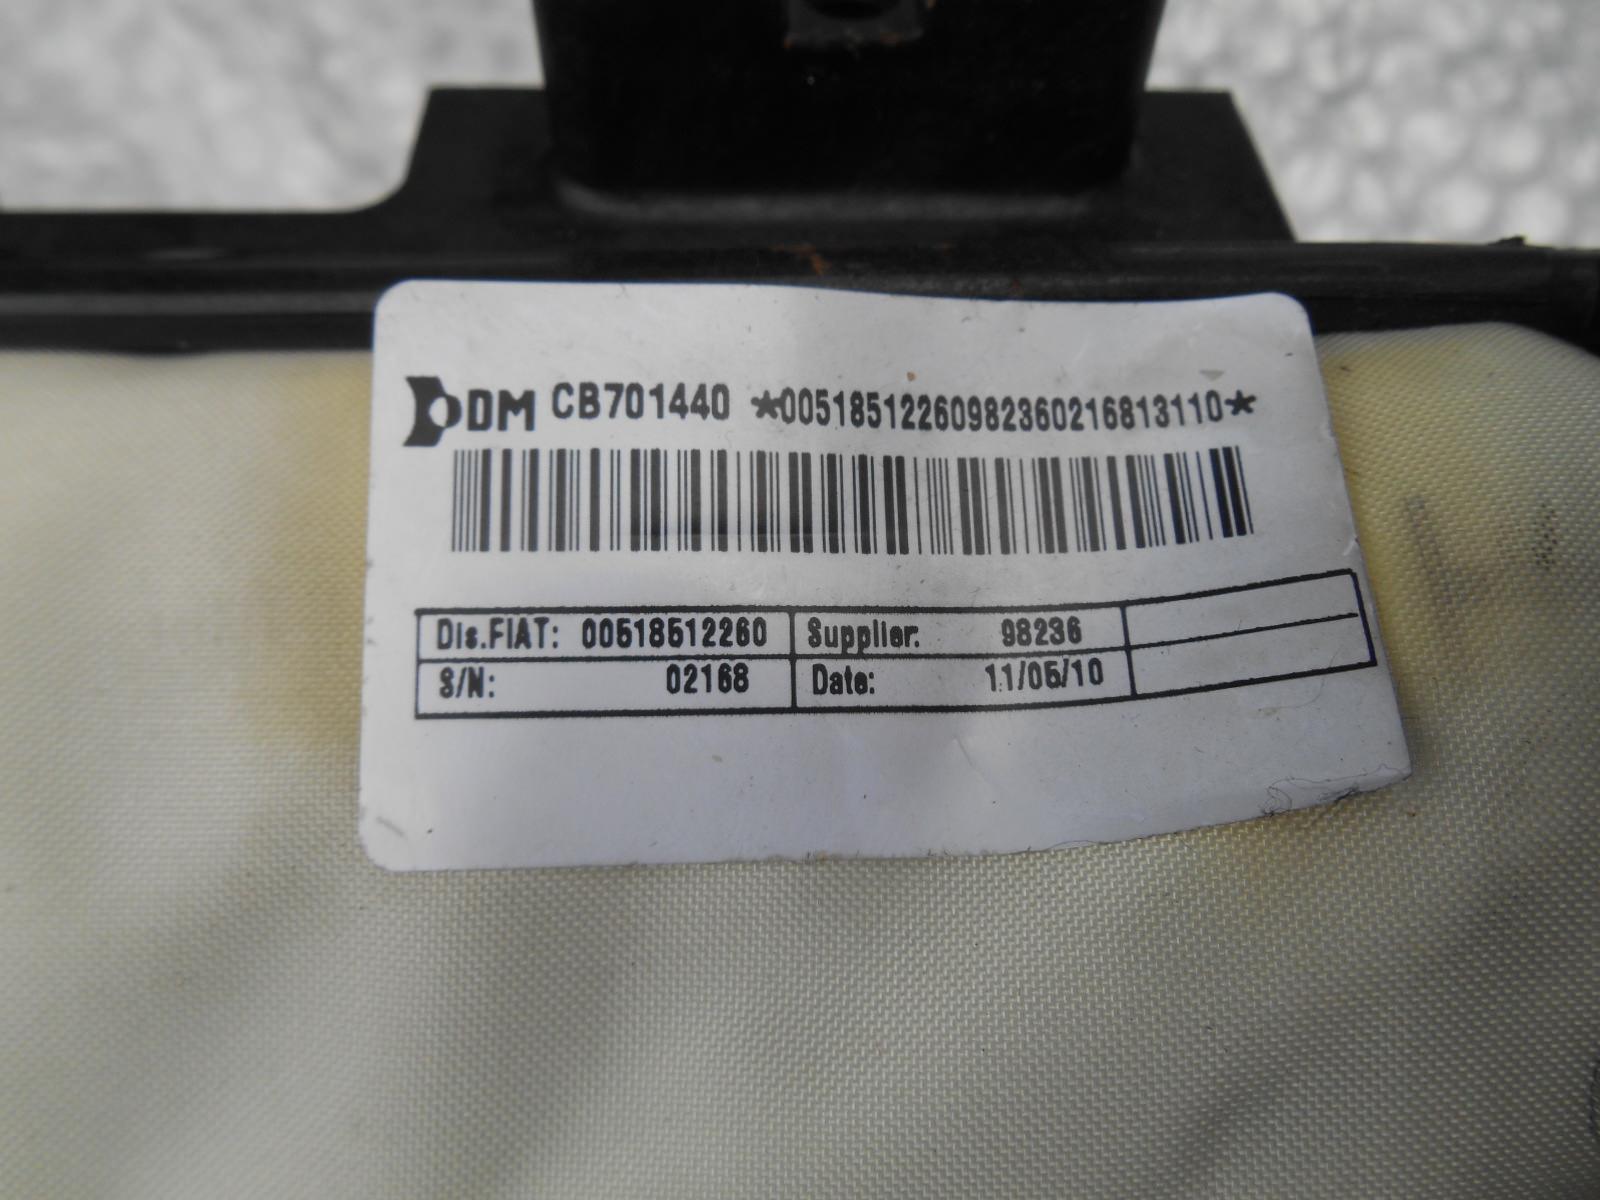 DM CB701440 *00518512260982360216813110*
Dis.FIAT: 00518512260 Supplier: 98236
S/N: 02168 Date: 11/05/10